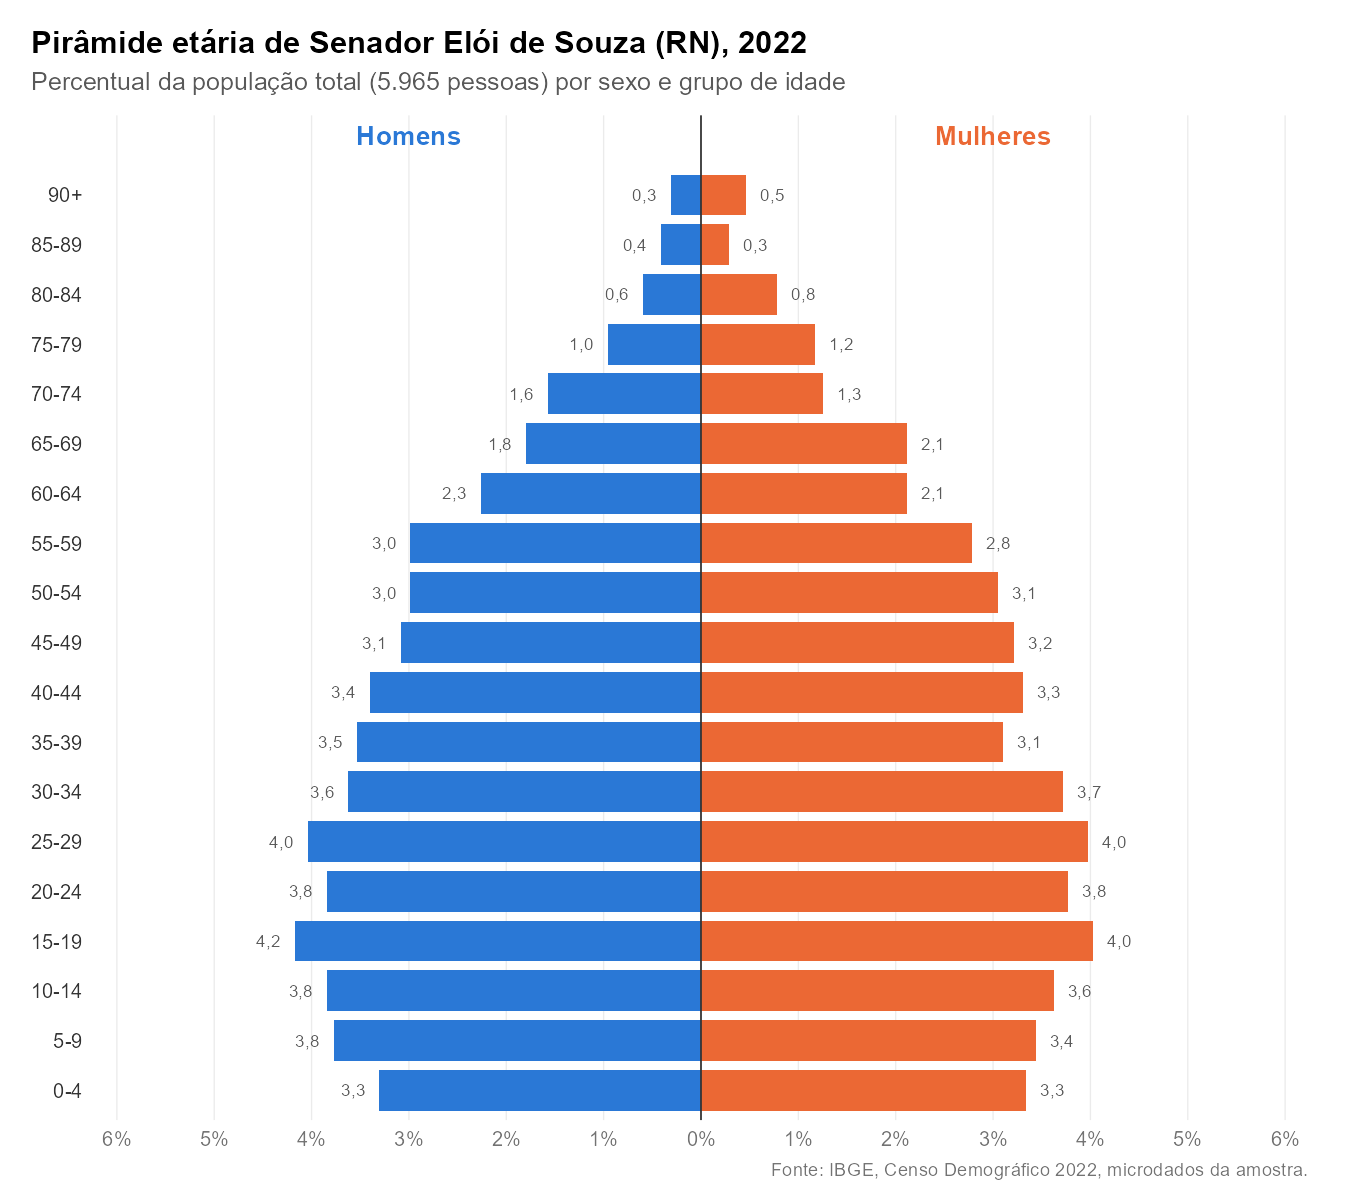 Pirâmide etária de Senador Elói de Souza (RN), 2022
Percentual da população total (5.965 pessoas) por sexo e grupo de idade
Homens Mulheres
90+ 0,3 0,5
85-89 0,4 0,3
80-84 0,6 0,8
75-79 1,0 1,2
70-74 1,6 1,3
65-69 1,8 2,1
60-64 2,3 2,1
55-59 3,0 2,8
50-54 3,0 3,1
45-49 3,1 3,2
40-44 3,4 3,3
35-39 3,5 3,1
30-34 3,6 3,7
25-29 4,0 4,0
20-24 3,8 3,8
15-19 4,2 4,0
10-14 3,8 3,6
5-9 3,8 3,4
0-4 3,3 3,3
6% 5% 4% 3% 2% 1% 0% 1% 2% 3% 4% 5% 6%
Fonte: IBGE, Censo Demográfico 2022, microdados da amostra.